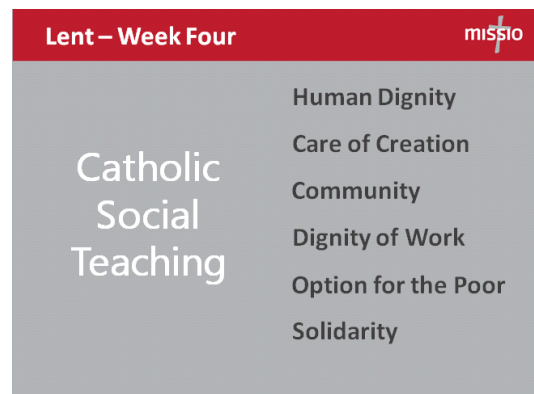 Lent – Week Four
missio
Catholic
Social
Teaching
Human Dignity
Care of Creation
Community
Dignity of Work
Option for the Poor
Solidarity